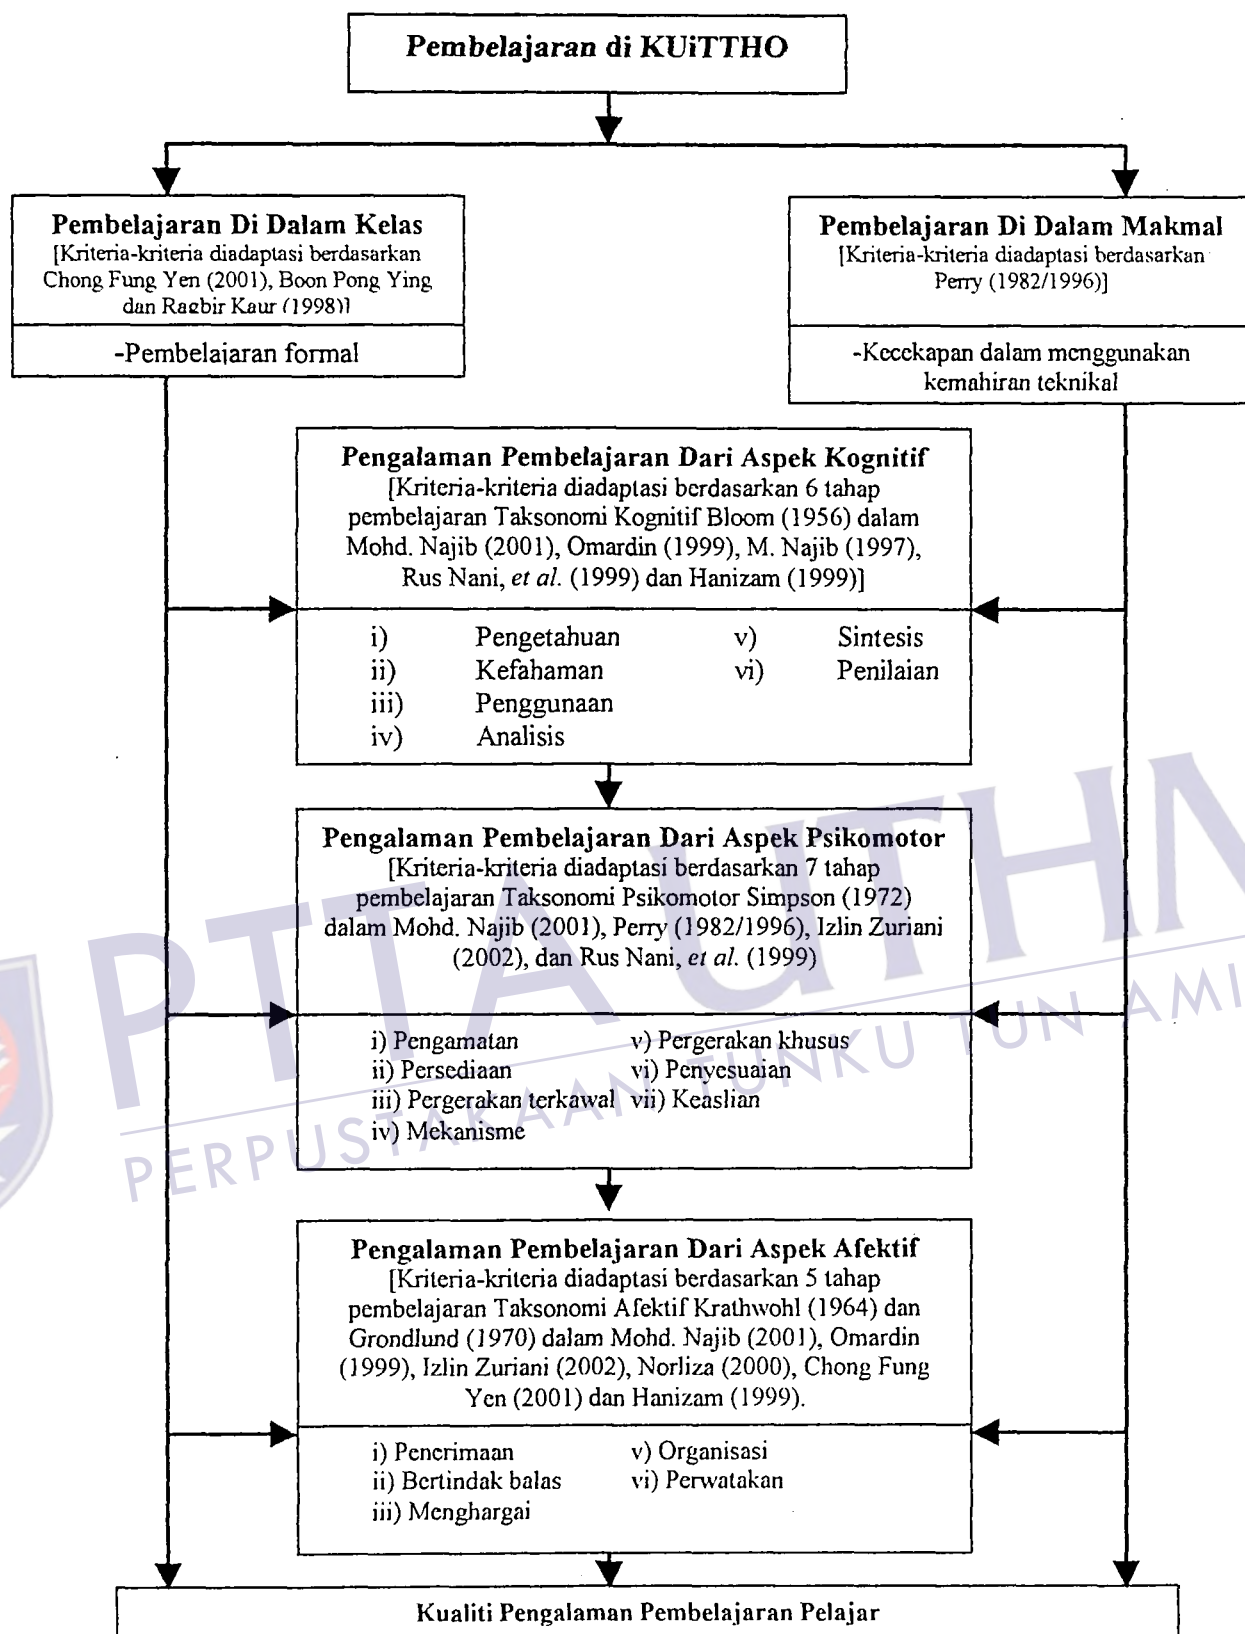 Pembelajaran di KUiTTHO
Pembelajaran Di Dalam Kelas
[Kriteria-kriteria diadaptasi berdasarkan
Chong Fung Yen (2001), Boon Pong Ying
dan Ragbir Kaur (1998)]
-Pembelajaran formal
Pembelajaran Di Dalam Makmal
[Kriteria-kriteria diadaptasi berdasarkan
Perry (1982/1996)]
-Kecekapan dalam menggunakan
kemahiran teknikal
Pengalaman Pembelajaran Dari Aspek Kognitif
[Kriteria-kriteria diadaptasi berdasarkan 6 tahap
pembelajaran Taksonomi Kognitif Bloom (1956) dalam
Mohd. Najib (2001), Omardin (1999), M. Najib (1997),
Rus Nani, et al. (1999) dan Hanizam (1999)]
i) Pengetahuan v) Sintesis
ii) Kefahaman vi) Penilaian
iii) Penggunaan
iv) Analisis
Pengalaman Pembelajaran Dari Aspek Psikomotor
[Kriteria-kriteria diadaptasi berdasarkan 7 tahap
pembelajaran Taksonomi Psikomotor Simpson (1972)
dalam Mohd. Najib (2001), Perry (1982/1996), Izlin Zuriani
(2002), dan Rus Nani, et al. (1999)
i) Pengamatan v) Pergerakan khusus
ii) Persediaan vi) Penyesuaian
iii) Pergerakan terkawal vii) Keaslian
iv) Mekanisme
Pengalaman Pembelajaran Dari Aspek Afektif
[Kriteria-kriteria diadaptasi berdasarkan 5 tahap
pembelajaran Taksonomi Afektif Krathwohl (1964) dan
Grondlund (1970) dalam Mohd. Najib (2001), Omardin
(1999), Izlin Zuriani (2002), Norliza (2000), Chong Fung
Yen (2001) dan Hanizam (1999).
i) Penerimaan v) Organisasi
ii) Bertindak balas vi) Perwatakan
iii) Menghargai
Kualiti Pengalaman Pembelajaran Pelajar
PTTA UTHM
PERPUSTAKAAN TUNKU TUN AMI